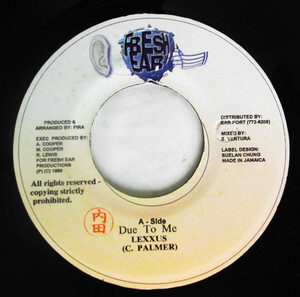 FRESH
EAR
PRODUCED &
ARRANGED BY: FIRA
EXEC PRODUCED BY:
A. COOPER
M. COOPER
R. LEWIS
FOR FRESH EAR
PRODUCTIONS
(P) (C) 1998
All rights reserved -
copying strictly
prohibited.
DISTRIBUTED BY:
EAR PORT (772-6208)
MIXED BY:
VENTURA
LABEL DESIGN:
SUELAN CHUNG
MADE IN JAMAICA
内
田
A - Side
Due To Me
LEXXUS
(C. PALMER)